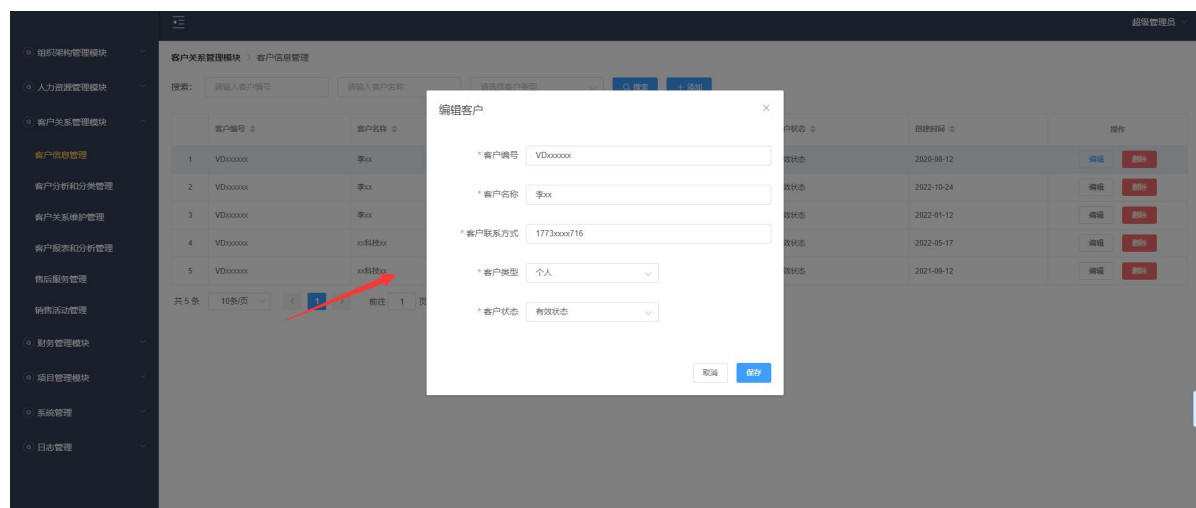 超级管理员
组织架构管理模块
人力资源管理模块
客户关系管理模块
客户信息管理
客户分析和分类管理
客户关系维护管理
客户报表和分析管理
售后服务管理
销售活动管理
财务管理模块
项目管理模块
系统管理
日志管理
客户关系管理模块 客户信息管理
搜索： 请输入客户编号 请输入客户名称 请选择客户类型 搜索 + 添加
客户编号 客户名称 户状态 创建时间 操作
1 VDxxxxxx 李xx 效状态 2020-08-12 编辑 删除
2 VDxxxxxx 李xx 效状态 2022-10-24 编辑 删除
3 VDxxxxxx 李xx 效状态 2022-01-12 编辑 删除
4 VDxxxxxx xx科技xx 效状态 2022-05-17 编辑 删除
5 VDxxxxxx xx科技xx 效状态 2021-09-12 编辑 删除
共 5 条 10条/页 1 前往 1 页
编辑客户
* 客户编号 VDxxxxxx
* 客户名称 李xx
* 客户联系方式 1773xxxx716
* 客户类型 个人
* 客户状态 有效状态
取消 保存